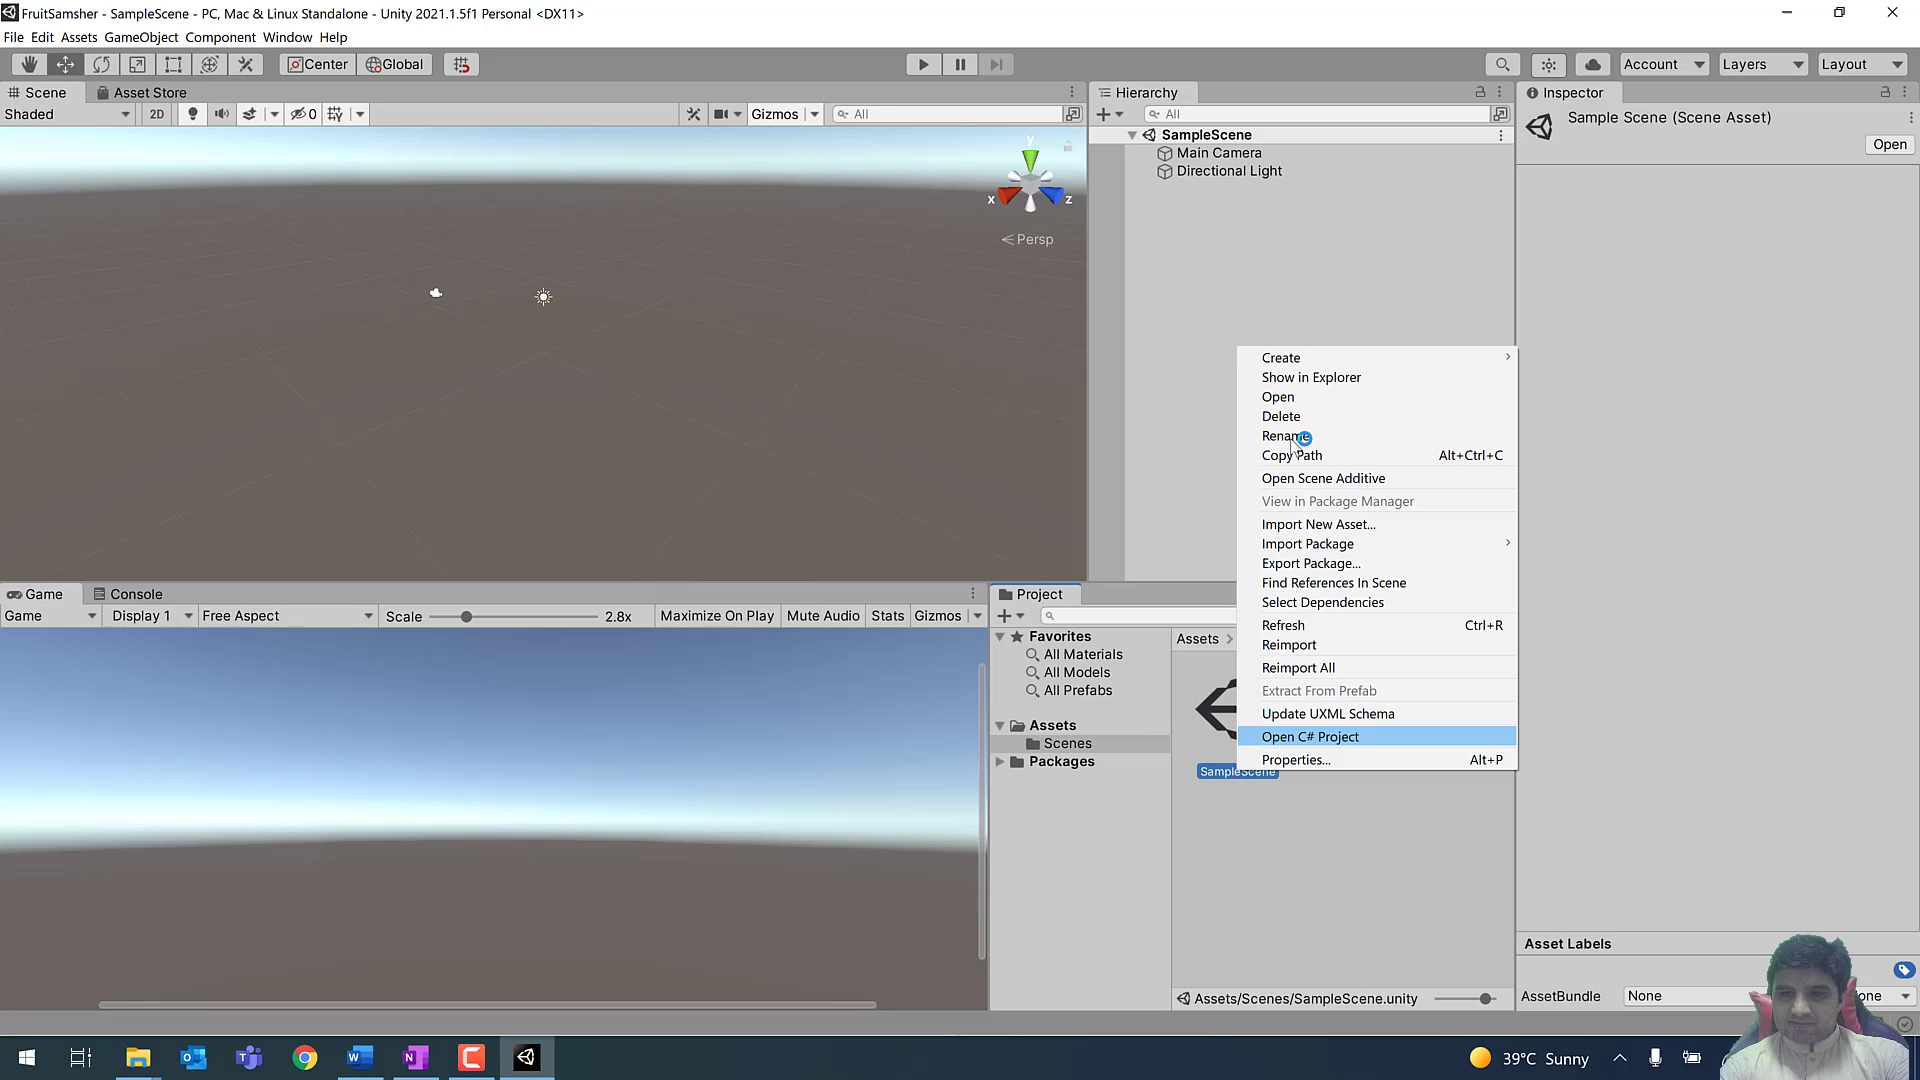 FruitSamsher - SampleScene - PC, Mac & Linux Standalone - Unity 2021.1.5f1 Personal <DX11>
File Edit Assets GameObject Component Window Help
Center Global Account Layers Layout
Scene Asset Store
Shaded 2D 0 Gizmos All
y
x z
Persp
Hierarchy
All
SampleScene
Main Camera
Directional Light
Inspector
Sample Scene (Scene Asset)
Open
Create
Show in Explorer
Open
Delete
Rename
Copy Path Alt+Ctrl+C
Open Scene Additive
View in Package Manager
Import New Asset...
Import Package
Export Package...
Find References In Scene
Select Dependencies
Refresh Ctrl+R
Reimport
Reimport All
Extract From Prefab
Update UXML Schema
Open C# Project
Properties... Alt+P
Game Console
Game Display 1 Free Aspect Scale 2.8x Maximize On Play Mute Audio Stats Gizmos
Project
Favorites
All Materials
All Models
All Prefabs
Assets
Scenes
Packages
Assets
SampleScene
Assets/Scenes/SampleScene.unity
Asset Labels
AssetBundle None
39°C Sunny